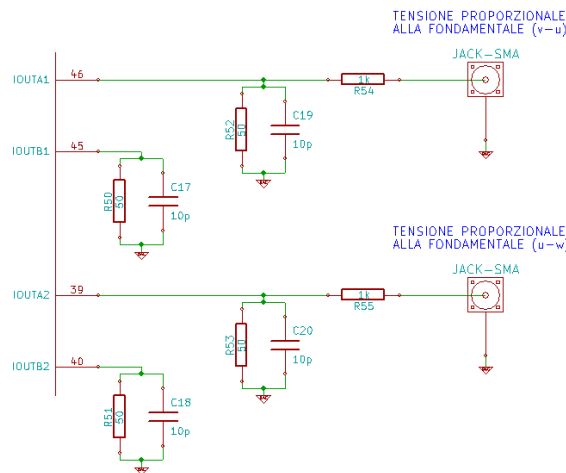 TENSIONE PROPORZIONALE
ALLA FONDAMENTALE (v-u)
JACK-SMA
IOUTA1 46
1k
R54
R52
50
C19
10p
IOUTB1 45
R50
50
C17
10p
TENSIONE PROPORZIONALE
ALLA FONDAMENTALE (u-w)
JACK-SMA
IOUTA2 39
1k
R55
R53
50
C20
10p
IOUTB2 40
R51
50
C18
10p